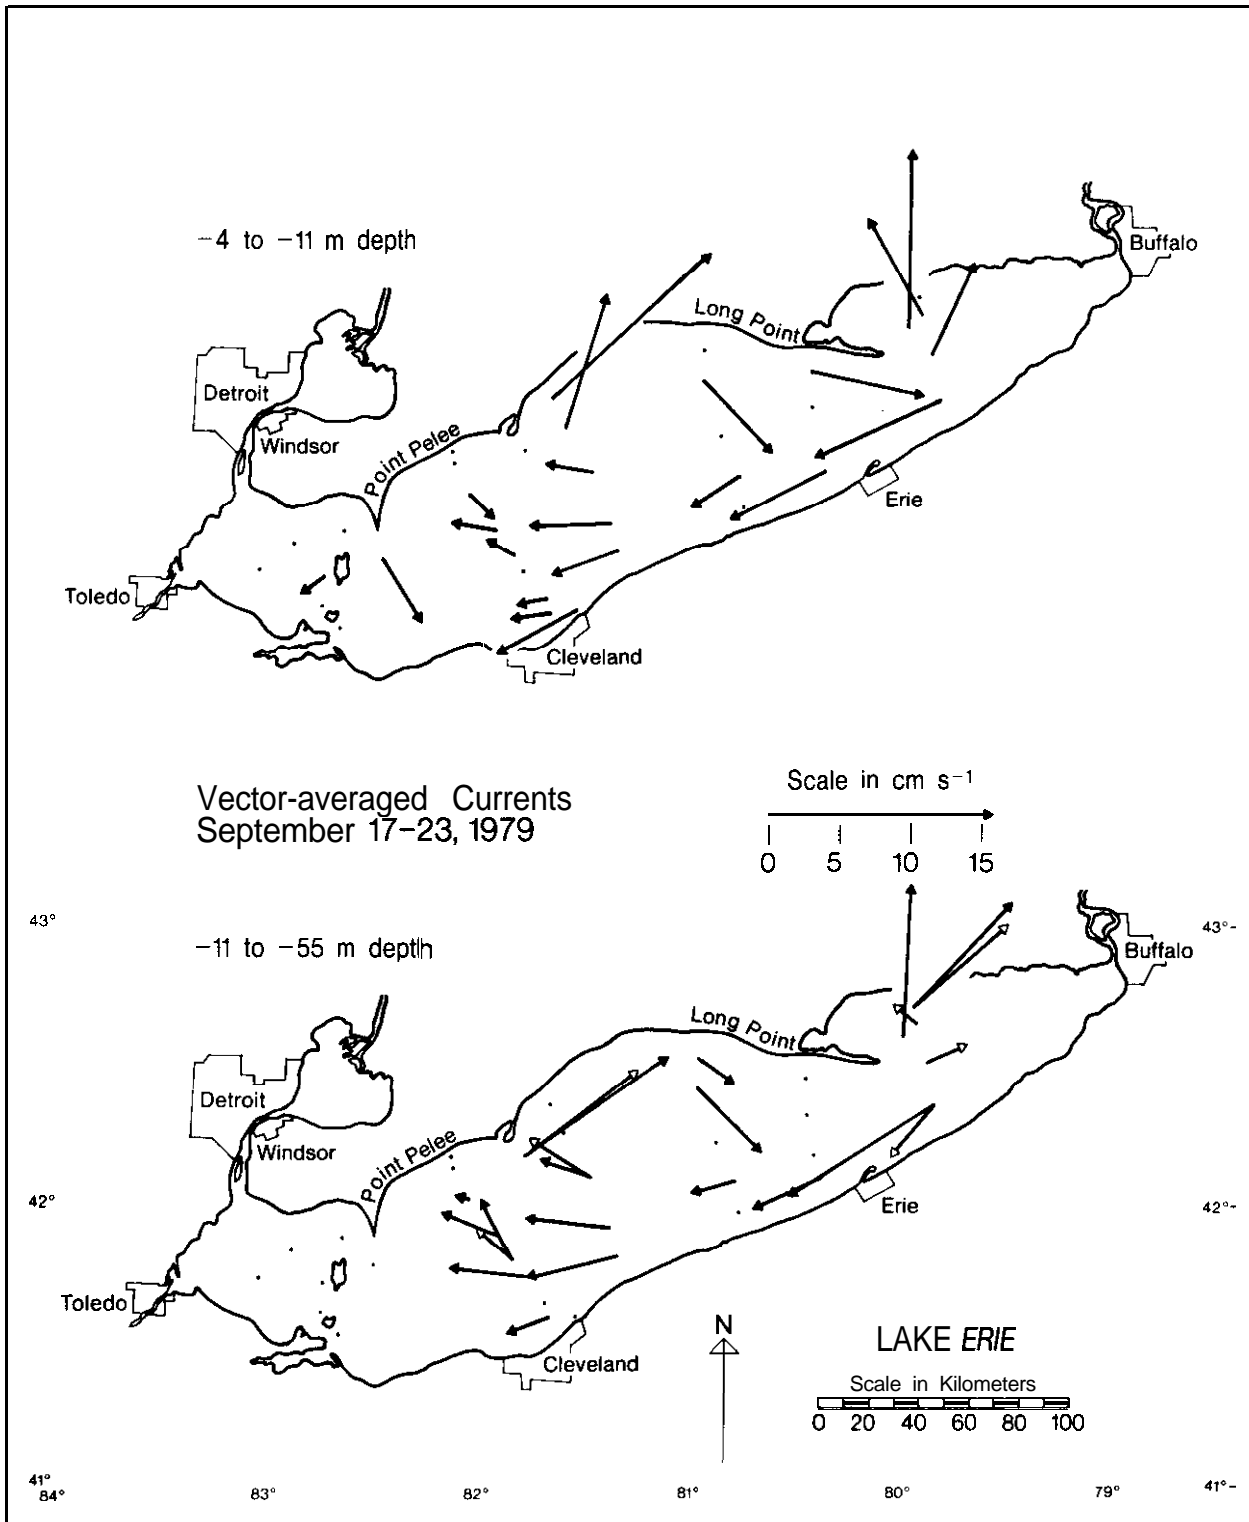 −4 to −11 m depth
Buffalo
Long Point
Detroit
Windsor
Point Pelee
Erie
Toledo
Cleveland
Vector-averaged Currents
September 17−23, 1979
Scale in cm s⁻¹
0 5 10 15
43°
43°-
−11 to −55 m depth
Buffalo
Long Point
Detroit
Windsor
Point Pelee
42°
42°-
Erie
Toledo
Cleveland
N
LAKE ERIE
Scale in Kilometers
0 20 40 60 80 100
41°
41°-
84° 83° 82° 81° 80° 79°